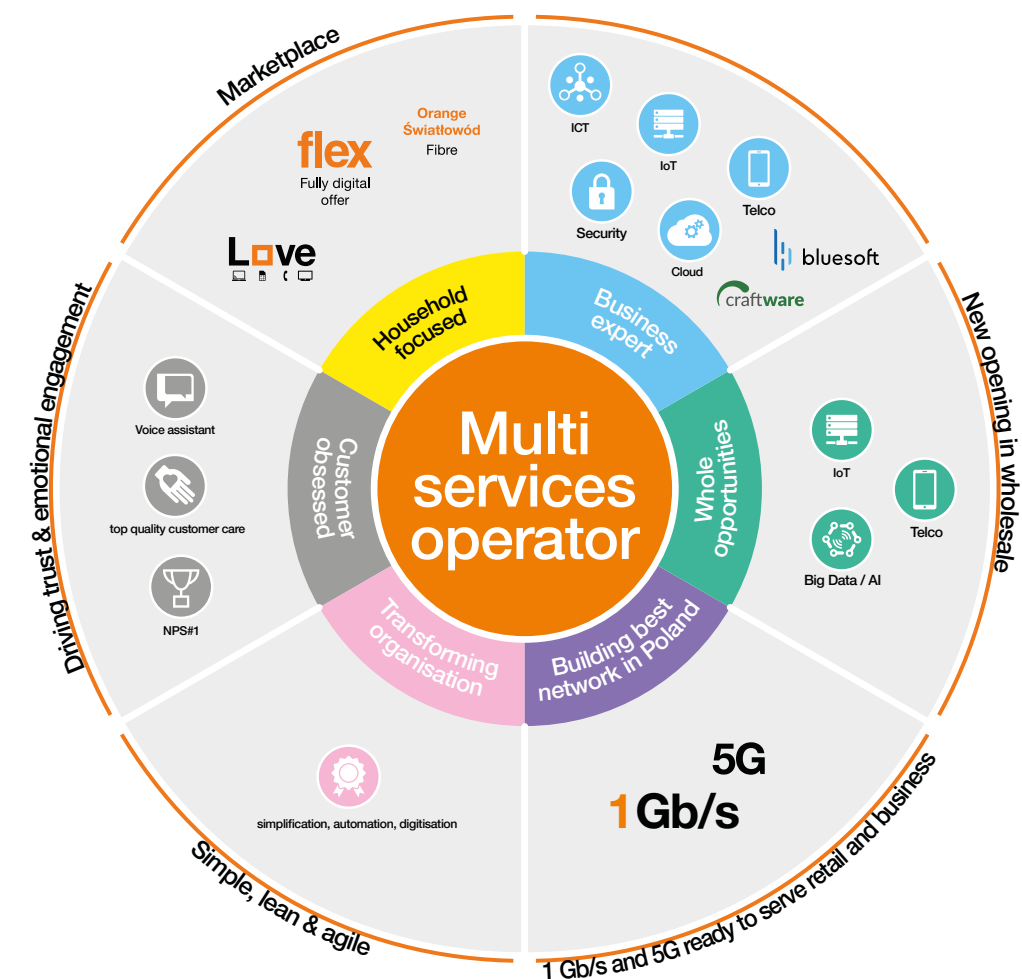 Marketplace
Orange
Światłowód
Fibre
flex
Fully digital
offer
Love
Household
focused
ICT
IoT
Telco
Security
Cloud
bluesoft
craftware
Business
expert
New opening in wholesale
IoT
Telco
Big Data / AI
Whole
opportunities
Multi
services
operator
Driving trust & emotional engagement
Voice assistant
top quality customer care
NPS#1
Customer
obsessed
Transforming
organisation
simplification, automation, digitisation
Simple, lean & agile
Building best
network in Poland
5G
1Gb/s
1 Gb/s and 5G ready to serve retail and business